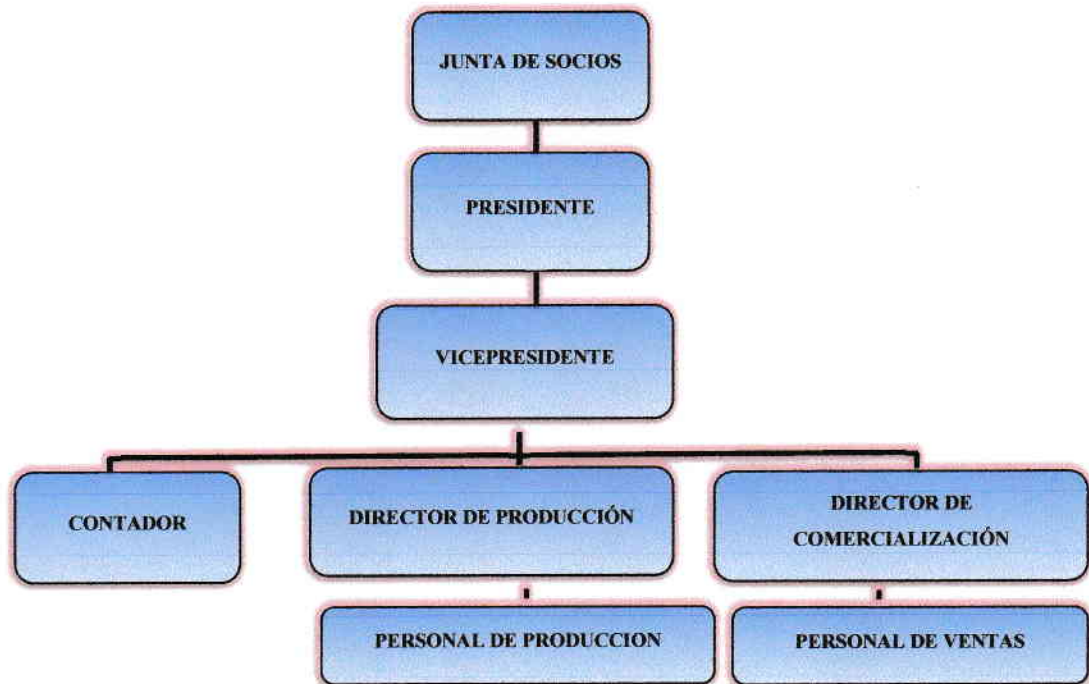 JUNTA DE SOCIOS
PRESIDENTE
VICEPRESIDENTE
CONTADOR
DIRECTOR DE PRODUCCIÓN
DIRECTOR DE
COMERCIALIZACIÓN
PERSONAL DE PRODUCCION
PERSONAL DE VENTAS